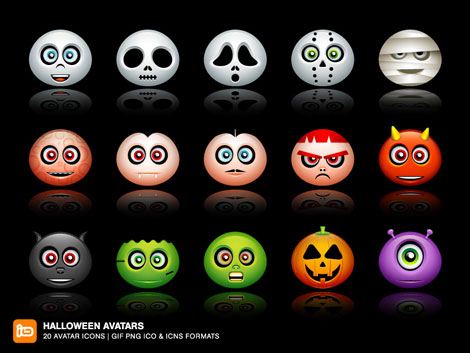 HALLOWEEN AVATARS
20 AVATAR ICONS | GIF PNG ICO & ICNS FORMATS